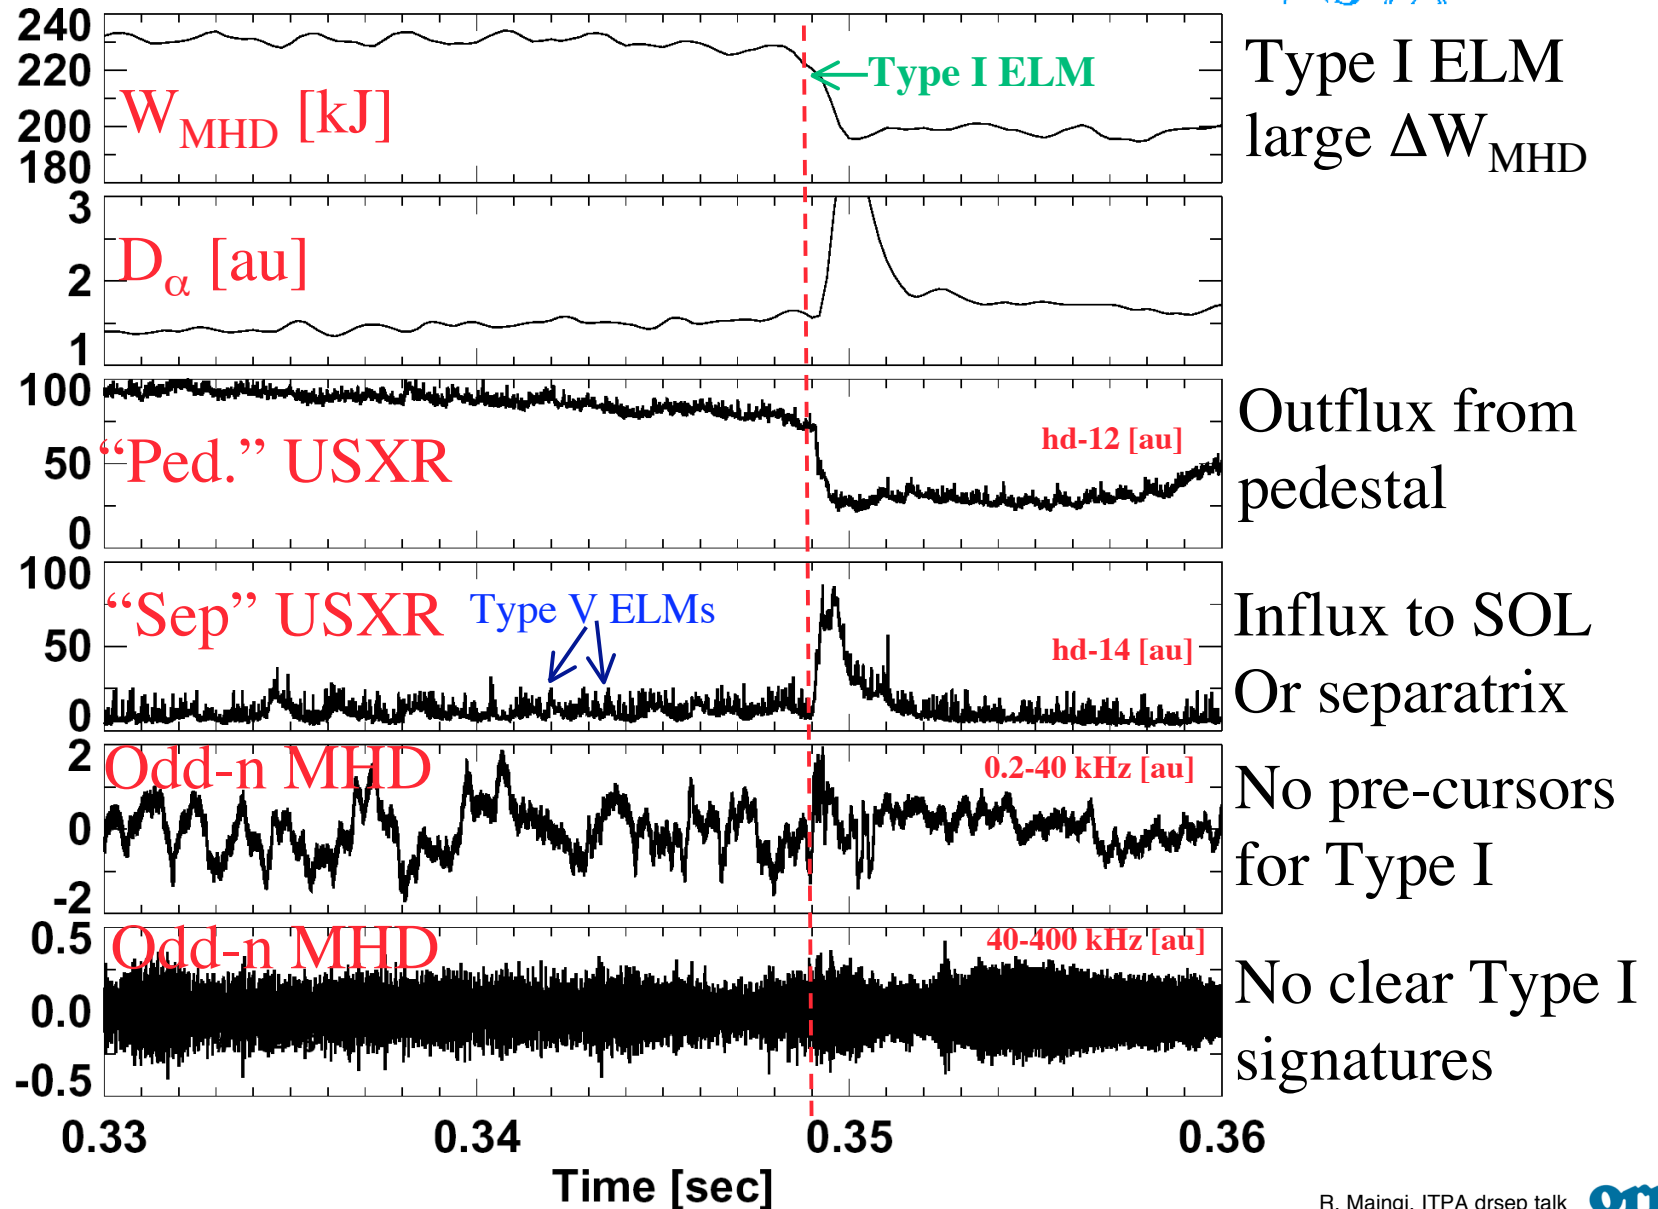 240
220
200
180
W_MHD [kJ]
Type I ELM
Type I ELM
large ΔW_MHD
3
2
1
D_α [au]
100
50
0
“Ped.” USXR
hd-12 [au]
Outflux from
pedestal
100
50
0
“Sep” USXR
Type V ELMs
hd-14 [au]
Influx to SOL
Or separatrix
2
0
-2
Odd-n MHD
0.2-40 kHz [au]
No pre-cursors
for Type I
0.5
0.0
-0.5
Odd-n MHD
40-400 kHz [au]
No clear Type I
signatures
0.33 0.34 0.35 0.36
Time [sec]
R. Maingi, ITPA drsep talk